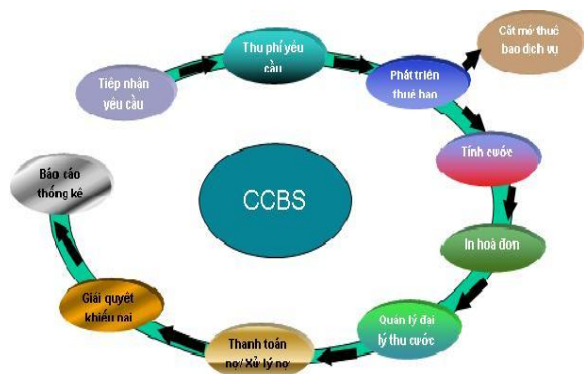 Tiếp nhận
yêu cầu
Thu phí yêu
cầu
Phát triển
thuê bao
Cắt mở thuê
bao dịch vụ
Tính cước
In hoà đơn
Quản lý đại
lý thu cước
Thanh toán
nợ/ Xử lý nợ
Giải quyết
khiếu nại
Báo cáo
thống kê
CCBS